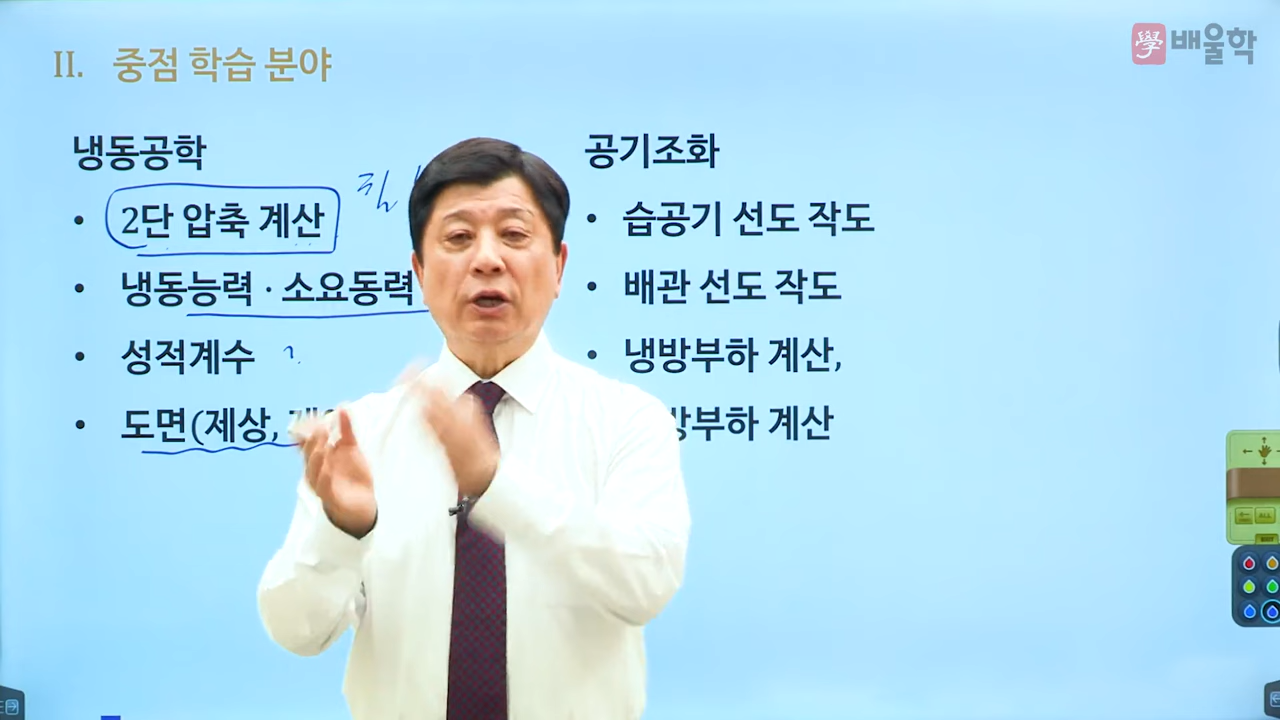 II. 중점 학습 분야
學 배울학
냉동공학
• 2단 압축 계산
• 냉동능력 · 소요동력
• 성적계수
• 도면(제상,
공기조화
• 습공기 선도 작도
• 배관 선도 작도
• 냉방부하 계산,
방부하 계산
ALL